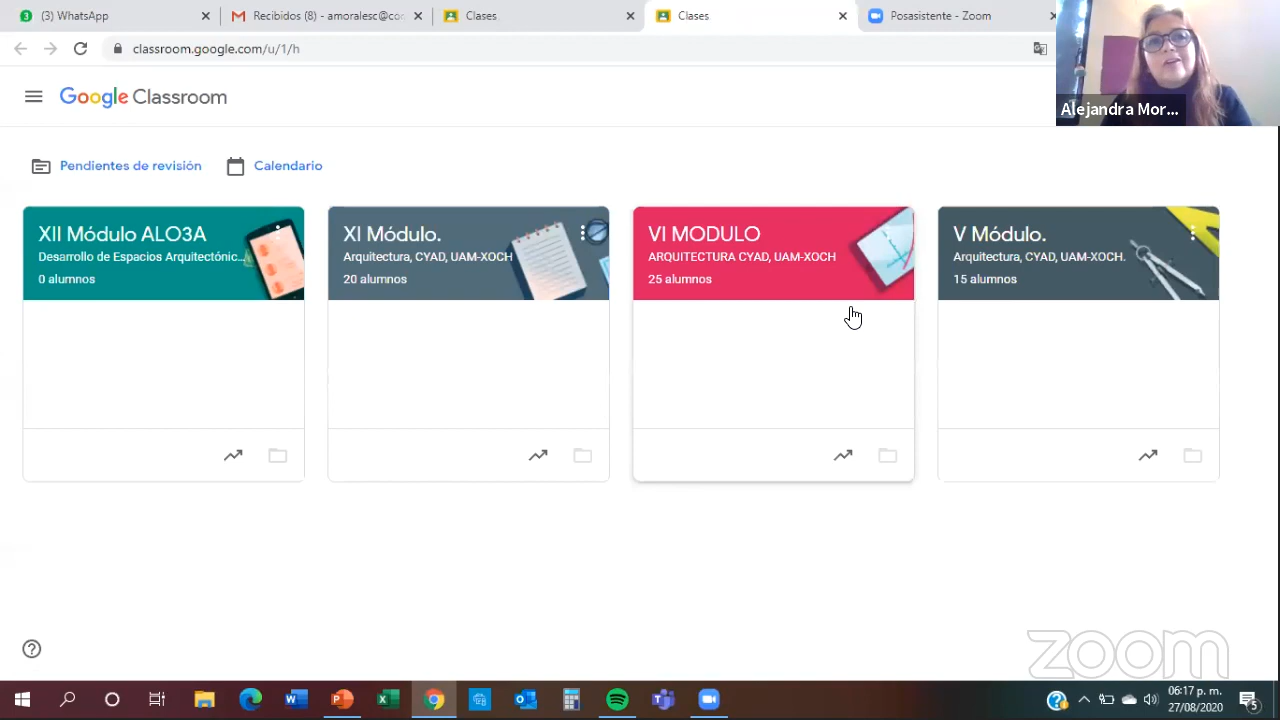 (3) WhatsApp
Recibidos (8) - amoralesc@c
Clases
Clases
Posasistente - Zoom
classroom.google.com/u/1/h
Alejandra Mor...
Google Classroom
Pendientes de revisión
Calendario
XII Módulo ALO3A
Desarrollo de Espacios Arquitectónic...
0 alumnos
XI Módulo.
Arquitectura, CYAD, UAM-XOCH
20 alumnos
VI MODULO
ARQUITECTURA CYAD, UAM-XOCH
25 alumnos
V Módulo.
Arquitectura, CYAD, UAM-XOCH.
15 alumnos
zoom
06:17 p. m.
27/08/2020
5